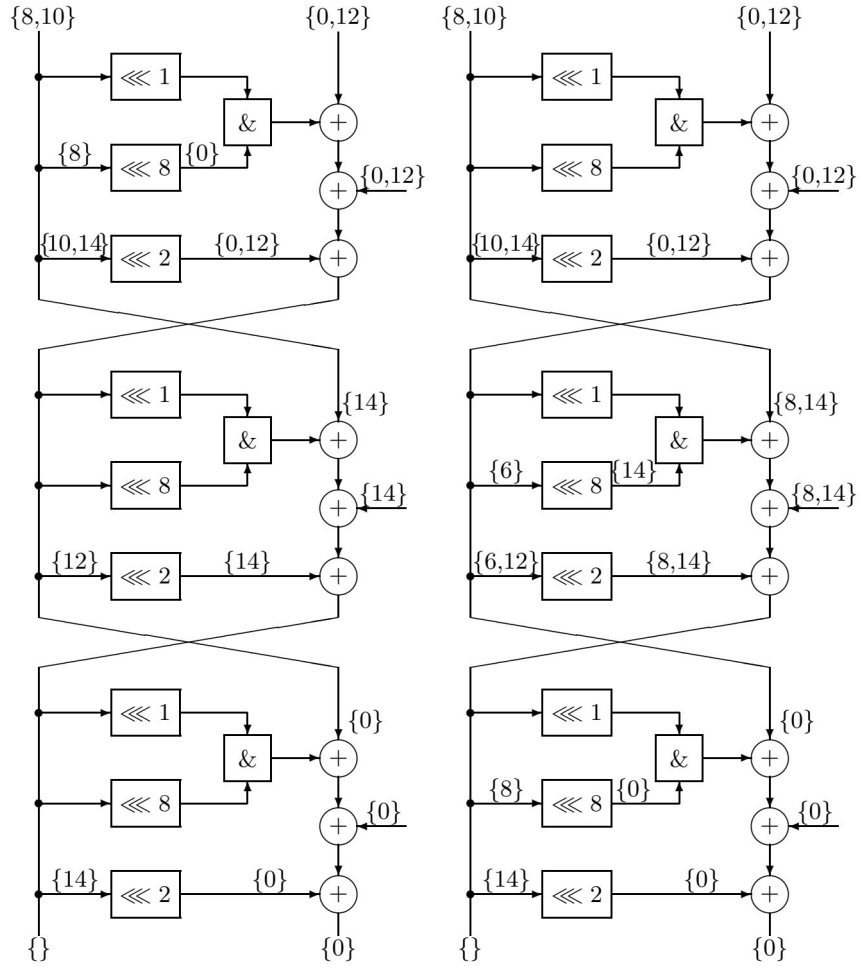 {8,10} {0,12} {8,10} {0,12}
⋘ 1 ⋘ 1
& + & +
{8} ⋘ 8 {0} ⋘ 8
+ {0,12} + {0,12}
{10,14} ⋘ 2 {0,12} + {10,14} ⋘ 2 {0,12} +
⋘ 1 {14} ⋘ 1 {8,14}
& + & +
⋘ 8 {6} ⋘ 8 {14}
+ {14} + {8,14}
{12} ⋘ 2 {14} + {6,12} ⋘ 2 {8,14} +
⋘ 1 {0} ⋘ 1 {0}
& + & +
⋘ 8 {8} ⋘ 8 {0}
+ {0} + {0}
{14} ⋘ 2 {0} + {14} ⋘ 2 {0} +
{} {0} {} {0}